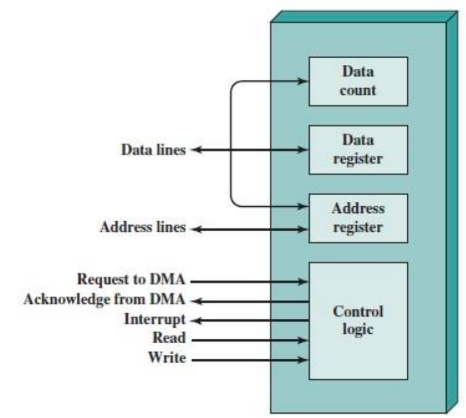 Data
count
Data lines
Data
register
Address
register
Address lines
Request to DMA
Acknowledge from DMA
Interrupt
Read
Write
Control
logic